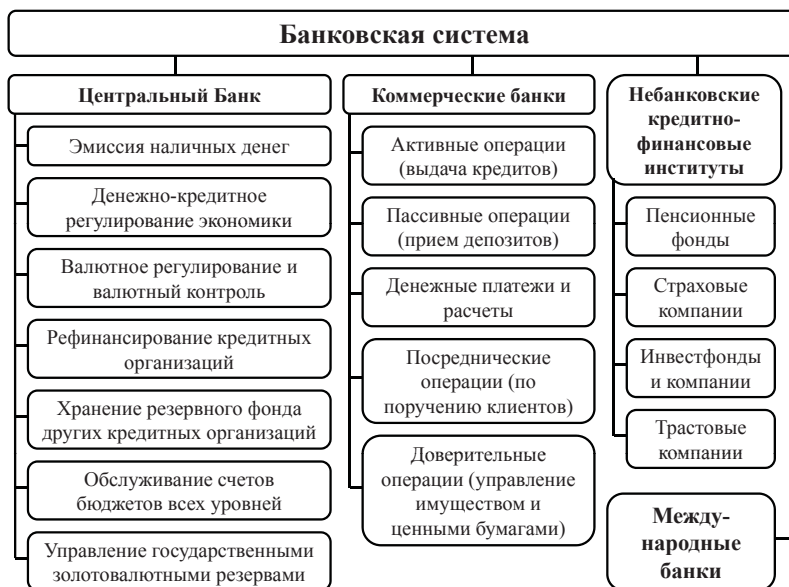 Банковская система
Центральный Банк
Эмиссия наличных денег
Денежно-кредитное
регулирование экономики
Валютное регулирование и
валютный контроль
Рефинансирование кредитных
организаций
Хранение резервного фонда
других кредитных организаций
Обслуживание счетов
бюджетов всех уровней
Управление государственными
золотовалютными резервами
Коммерческие банки
Активные операции
(выдача кредитов)
Пассивные операции
(прием депозитов)
Денежные платежи и
расчеты
Посреднические
операции (по
поручению клиентов)
Доверительные
операции (управление
имуществом и
ценными бумагами)
Небанковские
кредитно-
финансовые
институты
Пенсионные
фонды
Страховые
компании
Инвестфонды
и компании
Трастовые
компании
Между-
народные
банки